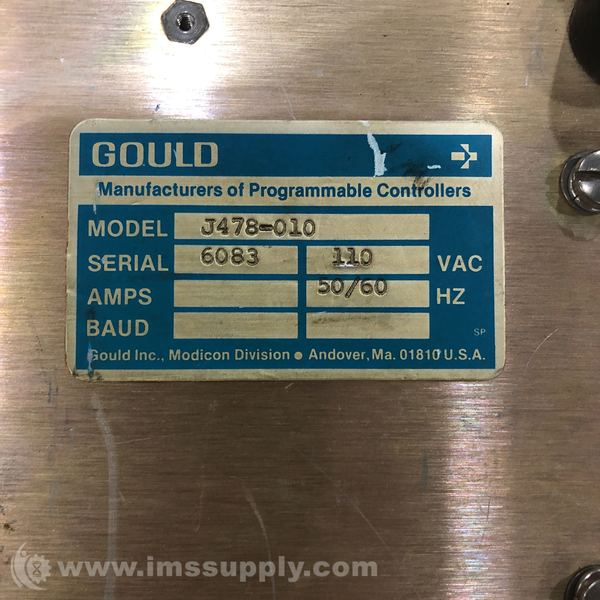 GOULD
Manufacturers of Programmable Controllers
MODEL J478-010
SERIAL 6083 110 VAC
AMPS 50/60 HZ
BAUD
SP
Gould Inc., Modicon Division ● Andover, Ma. 01810 U.S.A.
www.imssupply.com